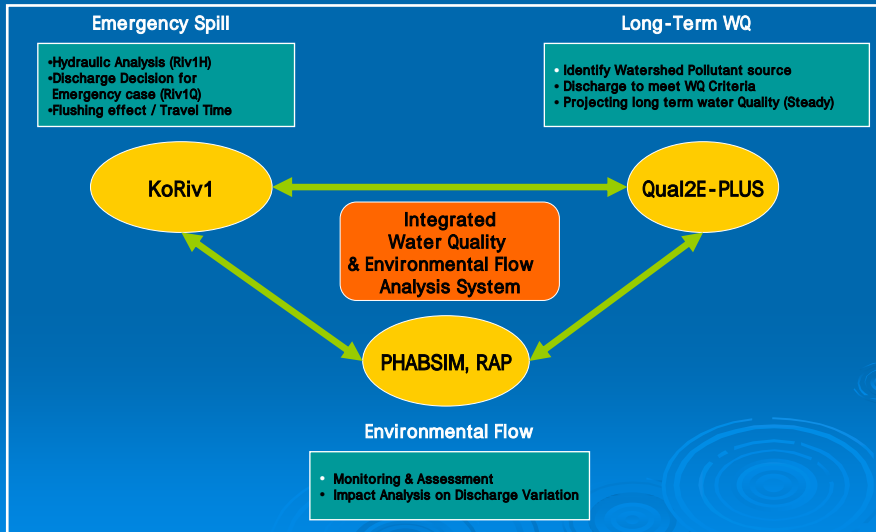 Emergency Spill
•Hydraulic Analysis (Riv1H)
•Discharge Decision for
Emergency case (Riv1Q)
•Flushing effect / Travel Time
Long-Term WQ
• Identify Watershed Pollutant source
• Discharge to meet WQ Criteria
• Projecting long term water Quality (Steady)
KoRiv1
Qual2E-PLUS
Integrated
Water Quality
& Environmental Flow
Analysis System
PHABSIM, RAP
Environmental Flow
• Monitoring & Assessment
• Impact Analysis on Discharge Variation